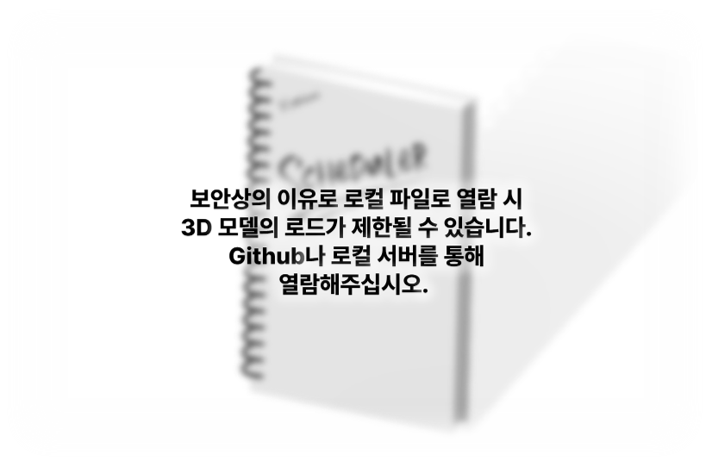 SCHEDULER
보안상의 이유로 로컬 파일로 열람 시
3D 모델의 로드가 제한될 수 있습니다.
Github나 로컬 서버를 통해
열람해주십시오.